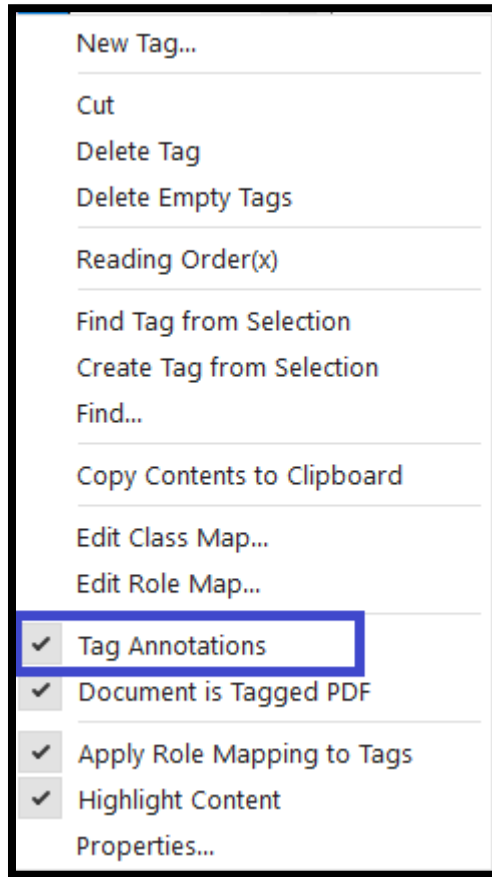 New Tag...
Cut
Delete Tag
Delete Empty Tags
Reading Order(x)
Find Tag from Selection
Create Tag from Selection
Find...
Copy Contents to Clipboard
Edit Class Map...
Edit Role Map...
Tag Annotations
Document is Tagged PDF
Apply Role Mapping to Tags
Highlight Content
Properties...